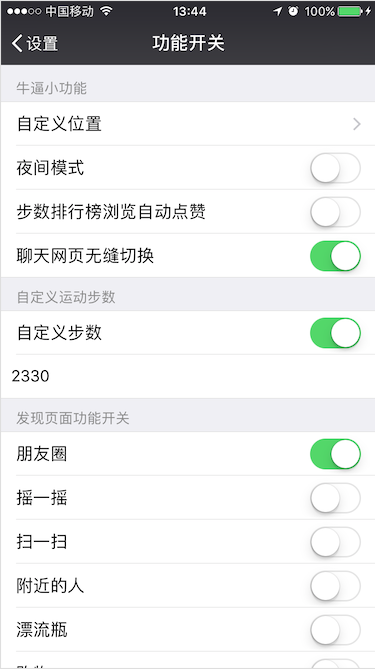 中国移动 13:44 100%
设置 功能开关
牛逼小功能
自定义位置
夜间模式
步数排行榜浏览自动点赞
聊天网页无缝切换
自定义运动步数
自定义步数
2330
发现页面功能开关
朋友圈
摇一摇
扫一扫
附近的人
漂流瓶